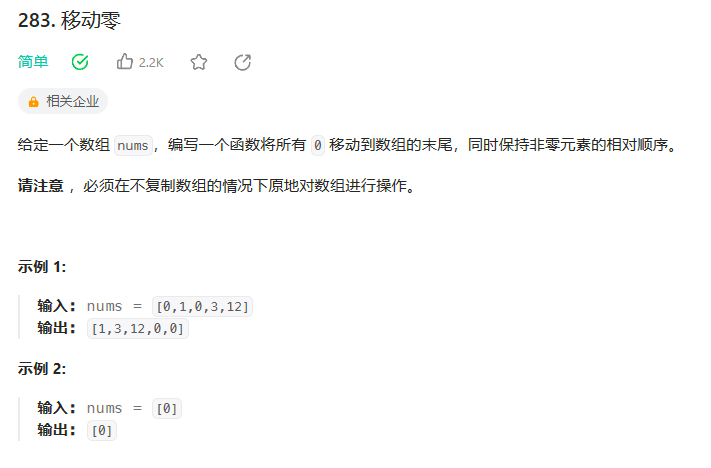 283. 移动零
简单 2.2K
相关企业
给定一个数组 nums，编写一个函数将所有 0 移动到数组的末尾，同时保持非零元素的相对顺序。
请注意 ，必须在不复制数组的情况下原地对数组进行操作。
示例 1:
输入: nums = [0,1,0,3,12]
输出: [1,3,12,0,0]
示例 2:
输入: nums = [0]
输出: [0]